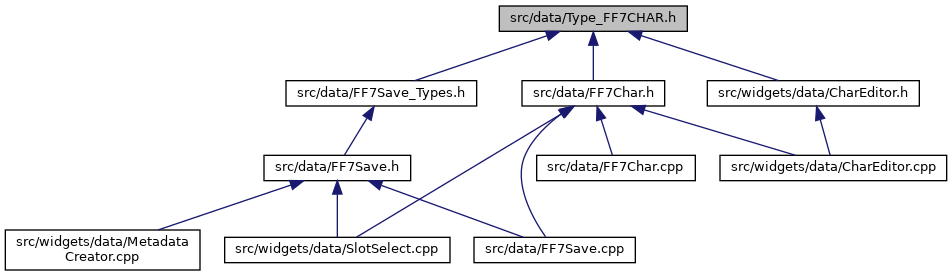 src/data/Type_FF7CHAR.h
src/data/FF7Save_Types.h
src/data/FF7Char.h
src/widgets/data/CharEditor.h
src/data/FF7Save.h
src/data/FF7Char.cpp
src/widgets/data/CharEditor.cpp
src/widgets/data/Metadata
Creator.cpp
src/widgets/data/SlotSelect.cpp
src/data/FF7Save.cpp